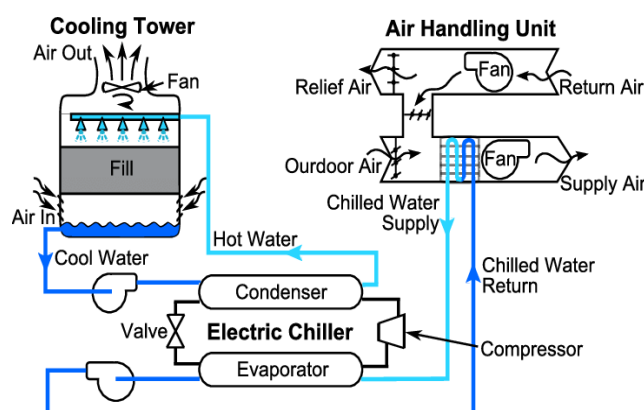 Cooling Tower
Air Out
Fan
Fill
Air In
Cool Water
Hot Water
Condenser
Valve
Electric Chiller
Evaporator
Compressor
Air Handling Unit
Relief Air
Fan
Return Air
Ourdoor Air
Fan
Supply Air
Chilled Water
Supply
Chilled Water
Return